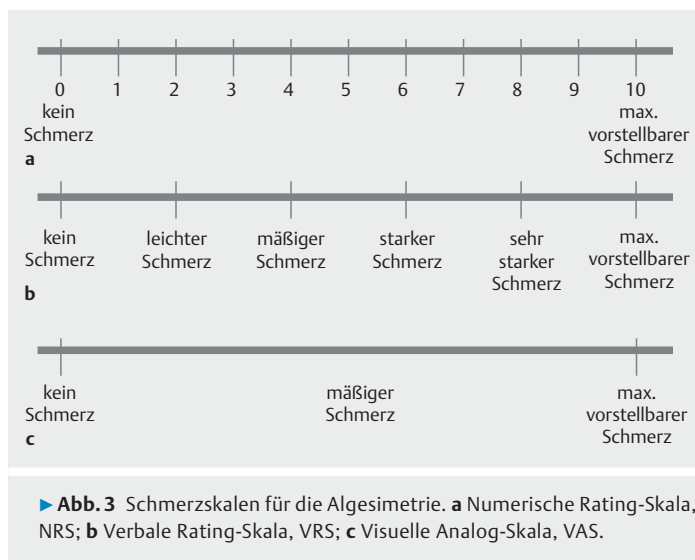 0 1 2 3 4 5 6 7 8 9 10
kein max.
Schmerz vorstellbarer
a Schmerz
kein leichter mäßiger starker sehr max.
Schmerz Schmerz Schmerz Schmerz starker vorstellbarer
b Schmerz Schmerz
kein mäßiger max.
Schmerz Schmerz vorstellbarer
c Schmerz
▶ Abb. 3 Schmerzskalen für die Algesimetrie. a Numerische Rating-Skala,
NRS; b Verbale Rating-Skala, VRS; c Visuelle Analog-Skala, VAS.